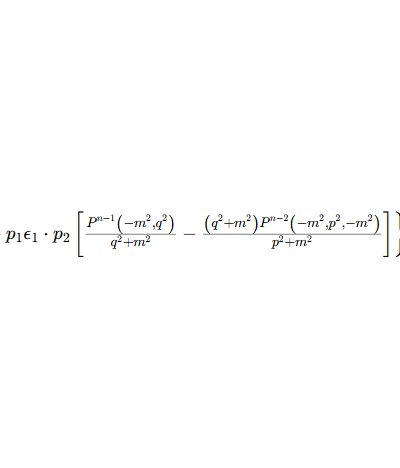 p₁ϵ₁ · p₂ [ P^{n−1}(−m²,q²) / (q²+m²) − (q²+m²)P^{n−2}(−m²,p²,−m²) / (p²+m²) ] }